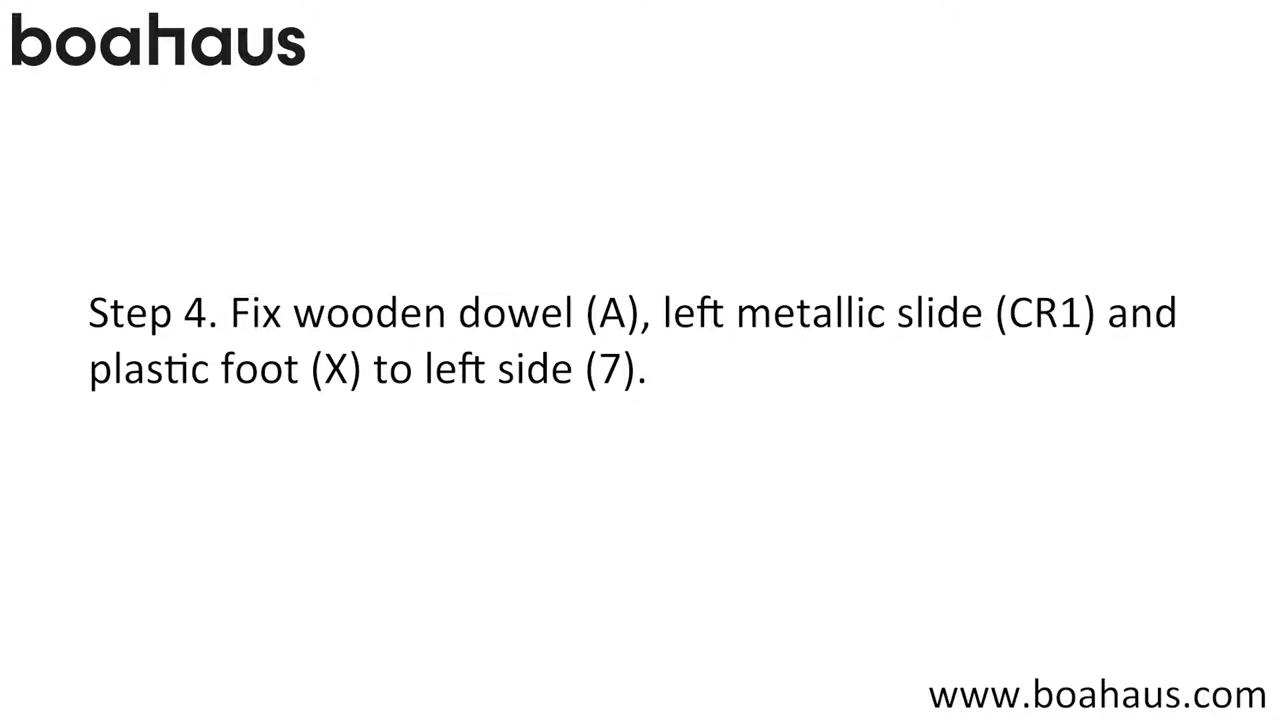 boahaus
Step 4. Fix wooden dowel (A), left metallic slide (CR1) and
plastic foot (X) to left side (7).
www.boahaus.com